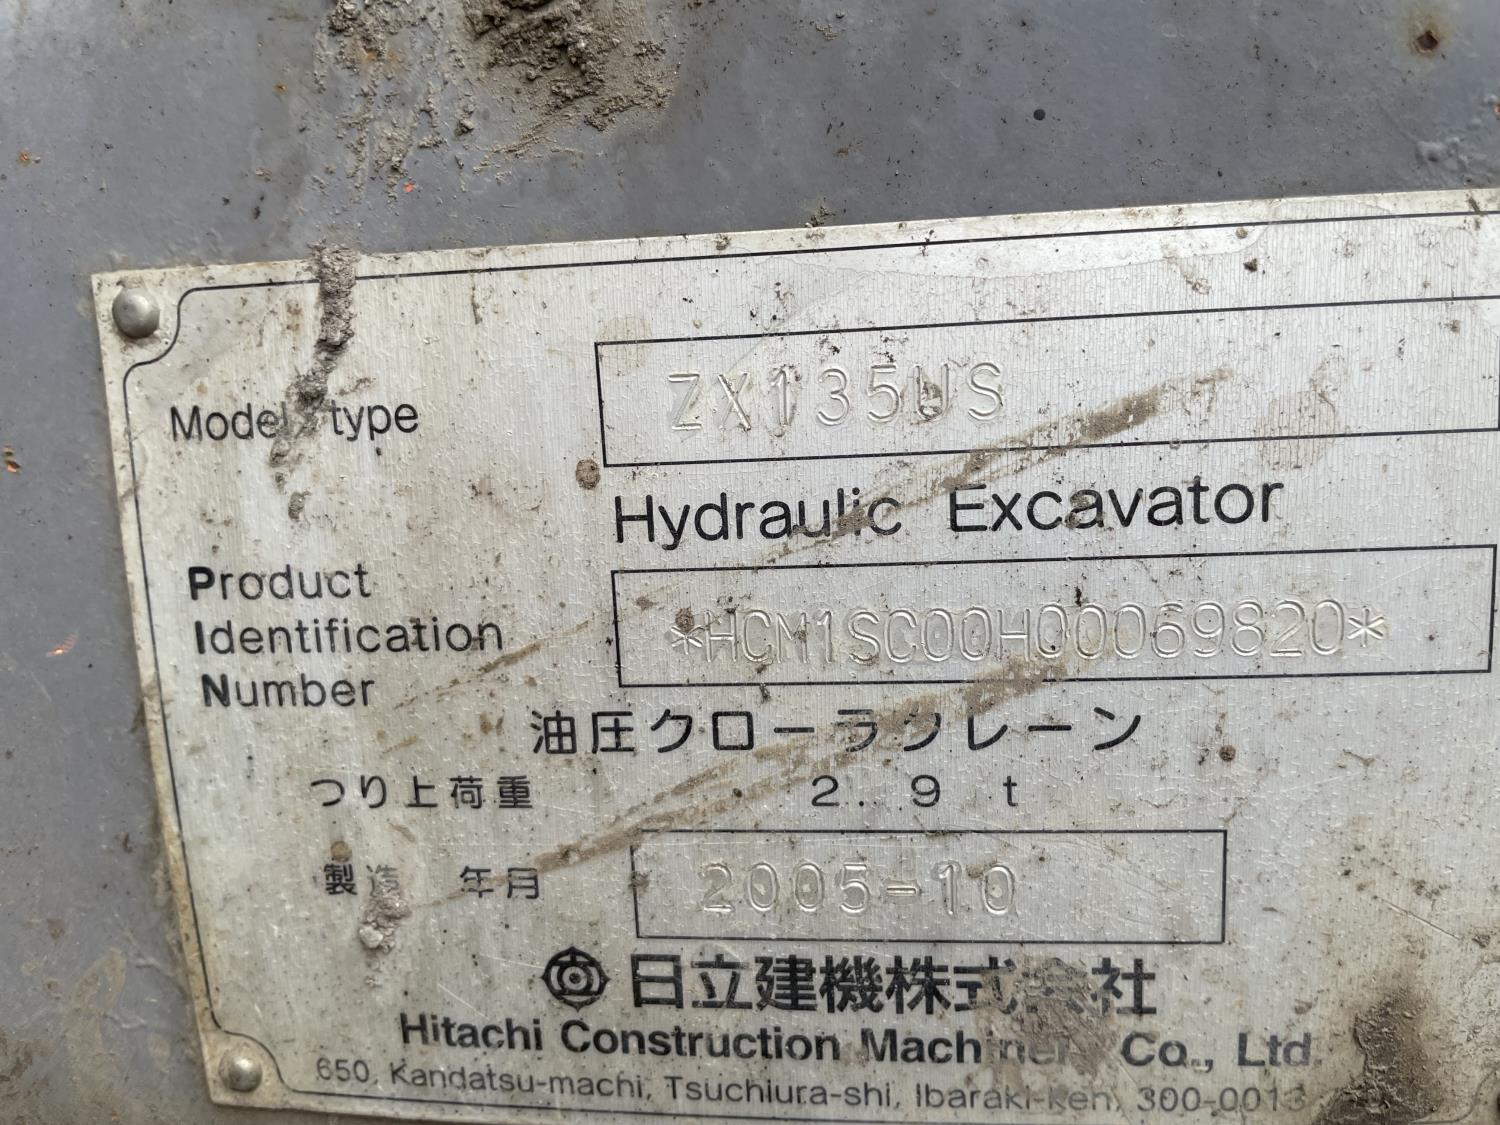 Model / type ZX135US
Hydraulic Excavator
Product
Identification *HCM1SC00H00069820*
Number
油圧クローラクレーン
つり上荷重 2.9 t
製造 年月 2005-10
日立建機株式会社
Hitachi Construction Machinery Co., Ltd.
650, Kandatsu-machi, Tsuchiura-shi, Ibaraki-ken, 300-0013